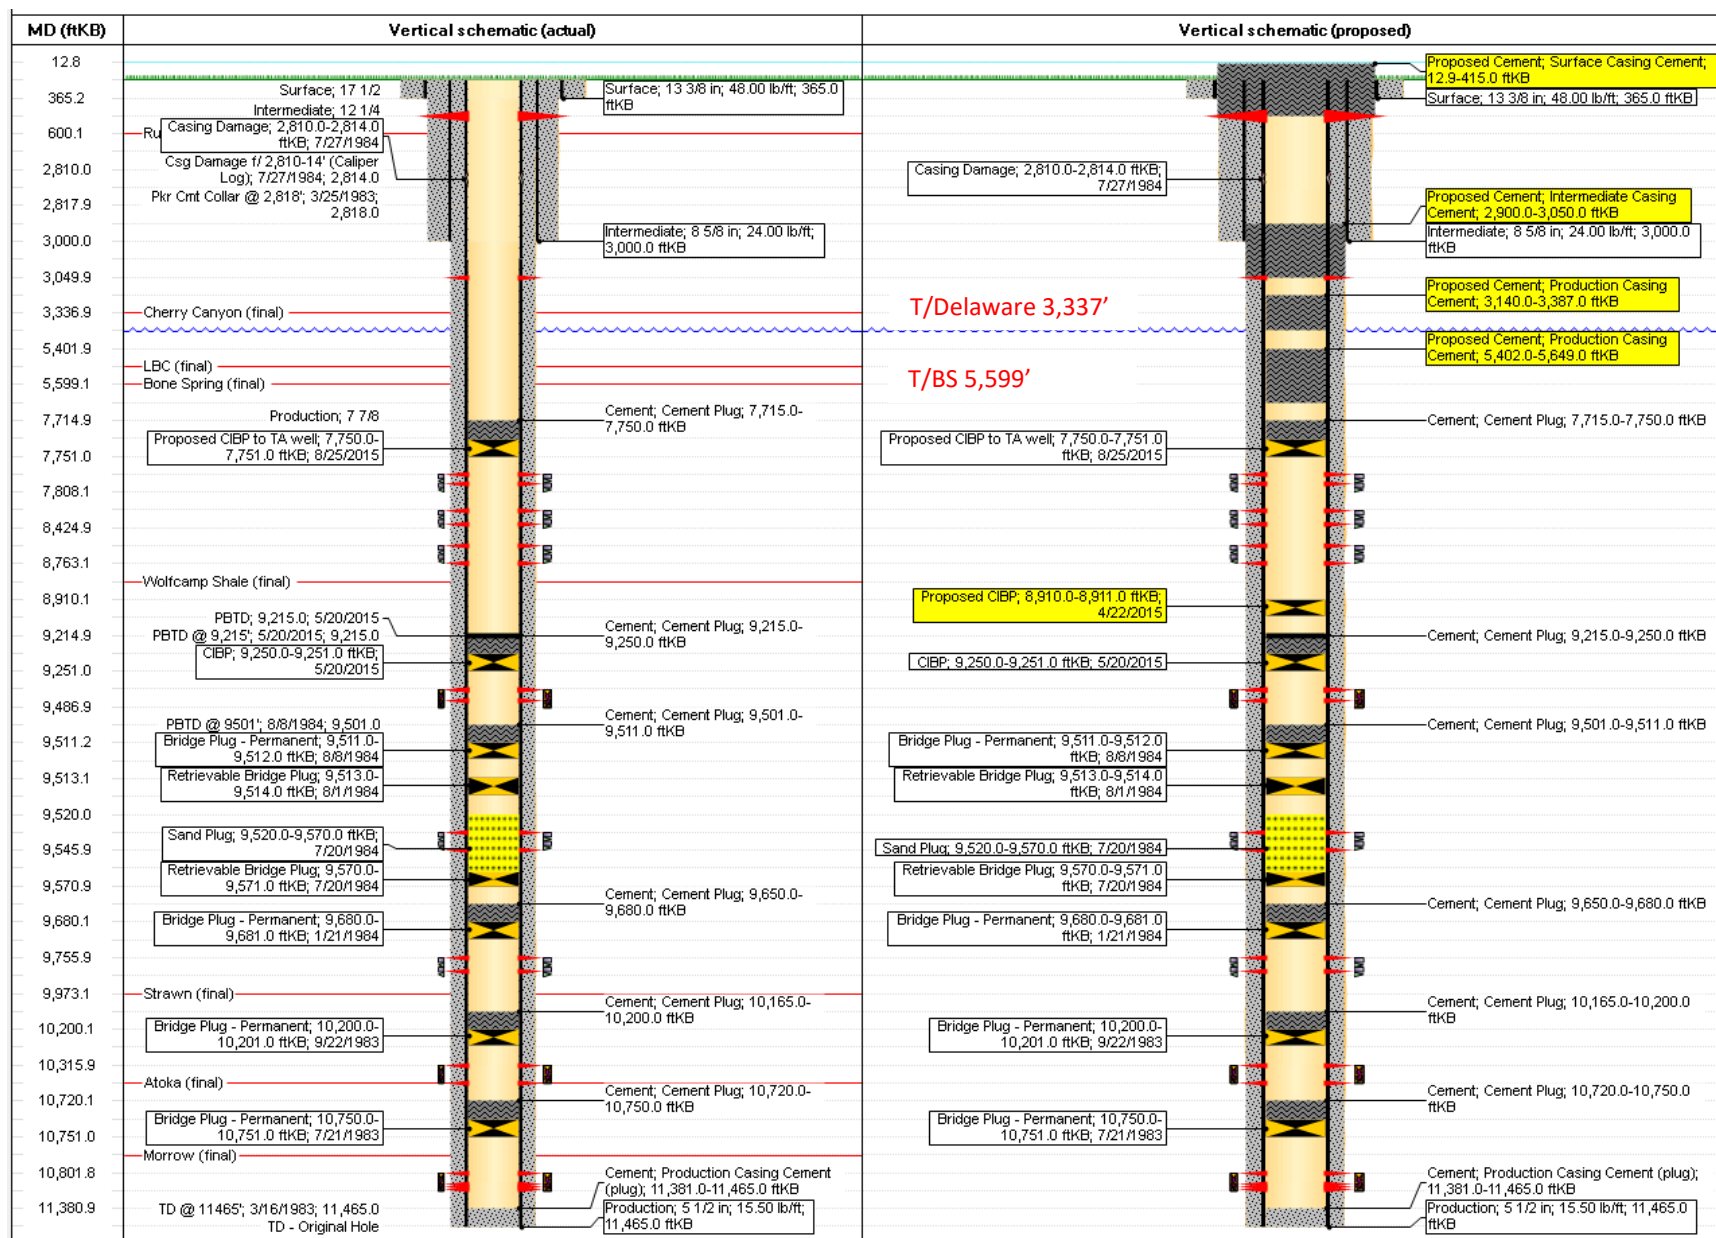 MD (ftKB)
Vertical schematic (actual)
Vertical schematic (proposed)
12.8
365.2
600.1
2,810.0
2,817.9
3,000.0
3,049.9
3,336.9
5,401.9
5,599.1
7,714.9
7,751.0
7,808.1
8,424.9
8,763.1
8,910.1
9,214.9
9,251.0
9,486.9
9,511.2
9,513.1
9,520.0
9,545.9
9,570.9
9,680.1
9,755.9
9,973.1
10,200.1
10,315.9
10,720.1
10,751.0
10,801.8
11,380.9
Surface; 17 1/2
Intermediate; 12 1/4
Ru
Casing Damage; 2,810.0-2,814.0
ftKB; 7/27/1984
Csg Damage f/ 2,810-14' (Caliper
Log); 7/27/1984; 2,814.0
Pkr Cmt Collar @ 2,818'; 3/25/1983;
2,818.0
Cherry Canyon (final)
LBC (final)
Bone Spring (final)
Production; 7 7/8
Proposed CIBP to TA well; 7,750.0-
7,751.0 ftKB; 8/25/2015
Wolfcamp Shale (final)
PBTD; 9,215.0; 5/20/2015
PBTD @ 9,215'; 5/20/2015; 9,215.0
CIBP; 9,250.0-9,251.0 ftKB;
5/20/2015
PBTD @ 9501'; 8/8/1984; 9,501.0
Bridge Plug - Permanent; 9,511.0-
9,512.0 ftKB; 8/8/1984
Retrievable Bridge Plug; 9,513.0-
9,514.0 ftKB; 8/1/1984
Sand Plug; 9,520.0-9,570.0 ftKB;
7/20/1984
Retrievable Bridge Plug; 9,570.0-
9,571.0 ftKB; 7/20/1984
Bridge Plug - Permanent; 9,680.0-
9,681.0 ftKB; 1/21/1984
Strawn (final)
Bridge Plug - Permanent; 10,200.0-
10,201.0 ftKB; 9/22/1983
Atoka (final)
Bridge Plug - Permanent; 10,750.0-
10,751.0 ftKB; 7/21/1983
Morrow (final)
TD @ 11465'; 3/16/1983; 11,465.0
TD - Original Hole
Surface; 13 3/8 in; 48.00 lb/ft; 365.0
ftKB
Intermediate; 8 5/8 in; 24.00 lb/ft;
3,000.0 ftKB
Cement; Cement Plug; 7,715.0-
7,750.0 ftKB
Cement; Cement Plug; 9,215.0-
9,250.0 ftKB
Cement; Cement Plug; 9,501.0-
9,511.0 ftKB
Cement; Cement Plug; 9,650.0-
9,680.0 ftKB
Cement; Cement Plug; 10,165.0-
10,200.0 ftKB
Cement; Cement Plug; 10,720.0-
10,750.0 ftKB
Cement; Production Casing Cement
(plug); 11,381.0-11,465.0 ftKB
Production; 5 1/2 in; 15.50 lb/ft;
11,465.0 ftKB
Casing Damage; 2,810.0-2,814.0 ftKB;
7/27/1984
T/Delaware 3,337’
T/BS 5,599’
Proposed CIBP to TA well; 7,750.0-7,751.0
ftKB; 8/25/2015
Proposed CIBP; 8,910.0-8,911.0 ftKB;
4/22/2015
CIBP; 9,250.0-9,251.0 ftKB; 5/20/2015
Bridge Plug - Permanent; 9,511.0-9,512.0
ftKB; 8/8/1984
Retrievable Bridge Plug; 9,513.0-9,514.0
ftKB; 8/1/1984
Sand Plug; 9,520.0-9,570.0 ftKB; 7/20/1984
Retrievable Bridge Plug; 9,570.0-9,571.0
ftKB; 7/20/1984
Bridge Plug - Permanent; 9,680.0-9,681.0
ftKB; 1/21/1984
Bridge Plug - Permanent; 10,200.0-
10,201.0 ftKB; 9/22/1983
Bridge Plug - Permanent; 10,750.0-
10,751.0 ftKB; 7/21/1983
Proposed Cement; Surface Casing Cement;
12.9-415.0 ftKB
Surface; 13 3/8 in; 48.00 lb/ft; 365.0 ftKB
Proposed Cement; Intermediate Casing
Cement; 2,900.0-3,050.0 ftKB
Intermediate; 8 5/8 in; 24.00 lb/ft; 3,000.0
ftKB
Proposed Cement; Production Casing
Cement; 3,140.0-3,387.0 ftKB
Proposed Cement; Production Casing
Cement; 5,402.0-5,649.0 ftKB
Cement; Cement Plug; 7,715.0-7,750.0 ftKB
Cement; Cement Plug; 9,215.0-9,250.0 ftKB
Cement; Cement Plug; 9,501.0-9,511.0 ftKB
Cement; Cement Plug; 9,650.0-9,680.0 ftKB
Cement; Cement Plug; 10,165.0-10,200.0
ftKB
Cement; Cement Plug; 10,720.0-10,750.0
ftKB
Cement; Production Casing Cement (plug);
11,381.0-11,465.0 ftKB
Production; 5 1/2 in; 15.50 lb/ft; 11,465.0
ftKB